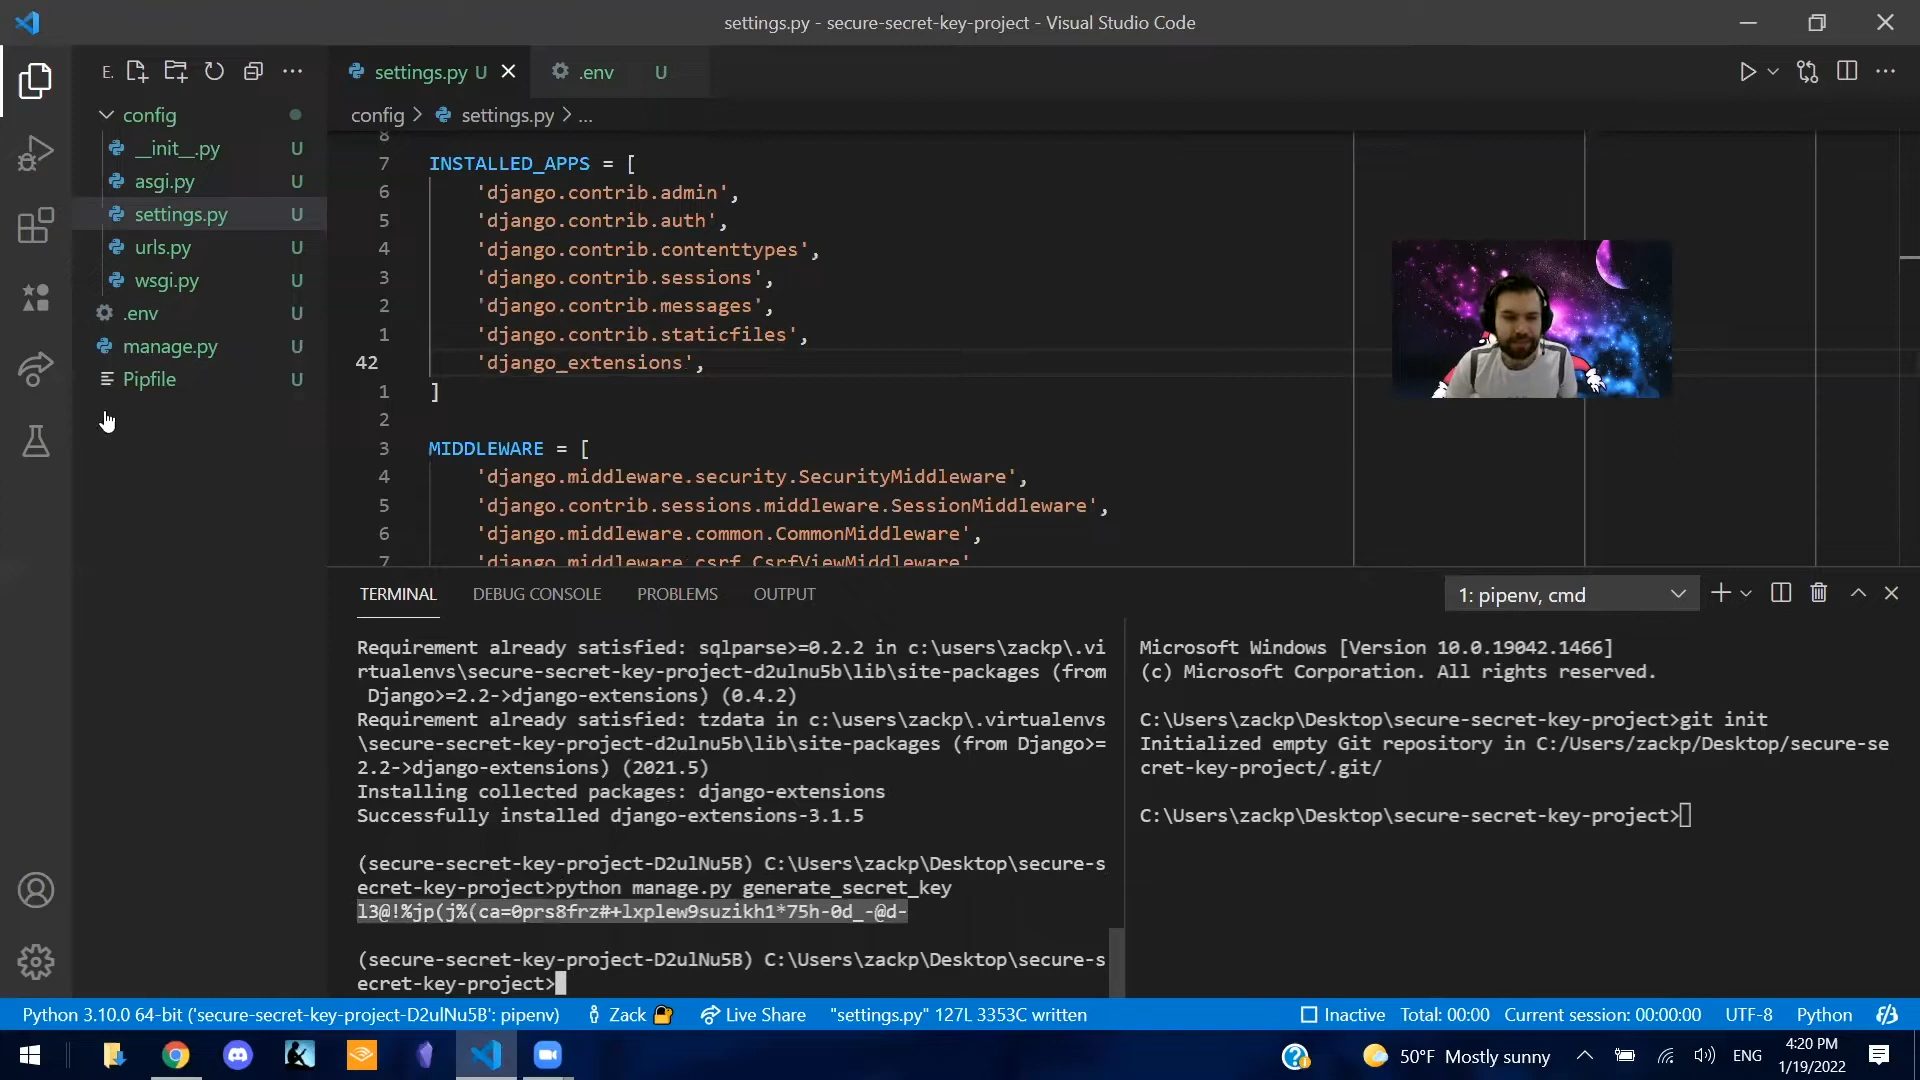 settings.py - secure-secret-key-project - Visual Studio Code
E.
settings.py U
.env U
config
config > settings.py > ...
__init__.py U
asgi.py U
settings.py U
urls.py U
wsgi.py U
.env U
manage.py U
Pipfile U
8
7 INSTALLED_APPS = [
6 'django.contrib.admin',
5 'django.contrib.auth',
4 'django.contrib.contenttypes',
3 'django.contrib.sessions',
2 'django.contrib.messages',
1 'django.contrib.staticfiles',
42 'django_extensions',
1 ]
2
3 MIDDLEWARE = [
4 'django.middleware.security.SecurityMiddleware',
5 'django.contrib.sessions.middleware.SessionMiddleware',
6 'django.middleware.common.CommonMiddleware',
7 'django.middleware.csrf.CsrfViewMiddleware'
TERMINAL DEBUG CONSOLE PROBLEMS OUTPUT
1: pipenv, cmd
Requirement already satisfied: sqlparse>=0.2.2 in c:\users\zackp\.vi
rtualenvs\secure-secret-key-project-d2ulnu5b\lib\site-packages (from
Django>=2.2->django-extensions) (0.4.2)
Requirement already satisfied: tzdata in c:\users\zackp\.virtualenvs
\secure-secret-key-project-d2ulnu5b\lib\site-packages (from Django>=
2.2->django-extensions) (2021.5)
Installing collected packages: django-extensions
Successfully installed django-extensions-3.1.5
(secure-secret-key-project-D2ulNu5B) C:\Users\zackp\Desktop\secure-s
ecret-key-project>python manage.py generate_secret_key
l3@!%jp(j%(ca=0prs8frz#+lxplew9suzikh1*75h-0d_-@d-
(secure-secret-key-project-D2ulNu5B) C:\Users\zackp\Desktop\secure-s
ecret-key-project>
Microsoft Windows [Version 10.0.19042.1466]
(c) Microsoft Corporation. All rights reserved.
C:\Users\zackp\Desktop\secure-secret-key-project>git init
Initialized empty Git repository in C:/Users/zackp/Desktop/secure-se
cret-key-project/.git/
C:\Users\zackp\Desktop\secure-secret-key-project>
Python 3.10.0 64-bit ('secure-secret-key-project-D2ulNu5B': pipenv) Zack Live Share "settings.py" 127L 3353C written Inactive Total: 00:00 Current session: 00:00:00 UTF-8 Python
50°F Mostly sunny ENG
4:20 PM
1/19/2022